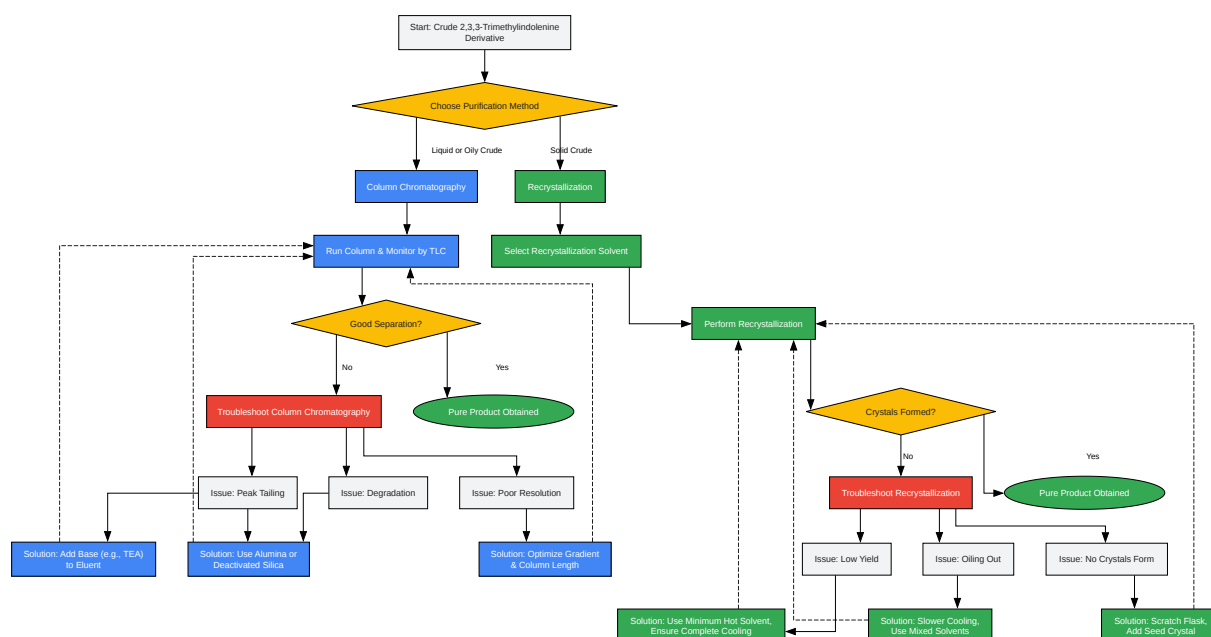 Start: Crude 2,3,3-Trimethylindolenine
Derivative
Choose Purification Method
Liquid or Oily Crude
Solid Crude
Column Chromatography
Recrystallization
Run Column & Monitor by TLC
Select Recrystallization Solvent
Good Separation?
Perform Recrystallization
No
Yes
Troubleshoot Column Chromatography
Pure Product Obtained
Crystals Formed?
No
Yes
Issue: Peak Tailing
Issue: Degradation
Issue: Poor Resolution
Troubleshoot Recrystallization
Pure Product Obtained
Solution: Add Base (e.g., TEA)
to Eluent
Solution: Use Alumina or
Deactivated Silica
Solution: Optimize Gradient
& Column Length
Issue: Low Yield
Issue: Oiling Out
Issue: No Crystals Form
Solution: Use Minimum Hot Solvent,
Ensure Complete Cooling
Solution: Slower Cooling,
Use Mixed Solvents
Solution: Scratch Flask,
Add Seed Crystal